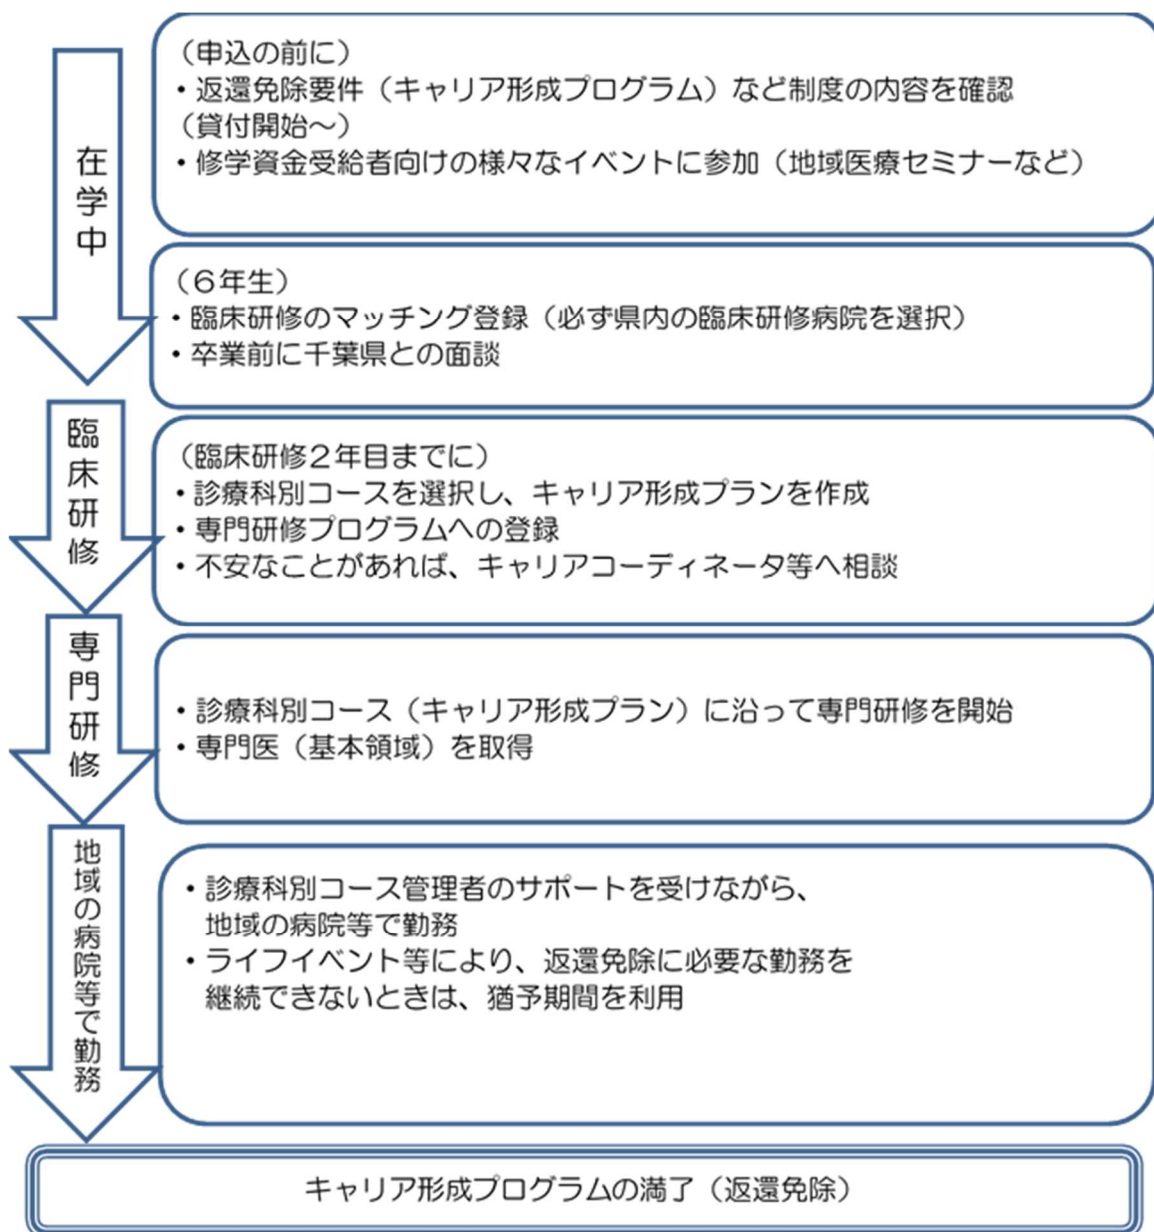 在学中
（申込の前に）
・返還免除要件（キャリア形成プログラム）など制度の内容を確認
（貸付開始～）
・修学資金受給者向けの様々なイベントに参加（地域医療セミナーなど）
（６年生）
・臨床研修のマッチング登録（必ず県内の臨床研修病院を選択）
・卒業前に千葉県との面談
臨床研修
（臨床研修２年目までに）
・診療科別コースを選択し、キャリア形成プランを作成
・専門研修プログラムへの登録
・不安なことがあれば、キャリアコーディネータ等へ相談
専門研修
・診療科別コース（キャリア形成プラン）に沿って専門研修を開始
・専門医（基本領域）を取得
地域の病院等で勤務
・診療科別コース管理者のサポートを受けながら、
地域の病院等で勤務
・ライフイベント等により、返還免除に必要な勤務を
継続できないときは、猶予期間を利用
キャリア形成プログラムの満了（返還免除）